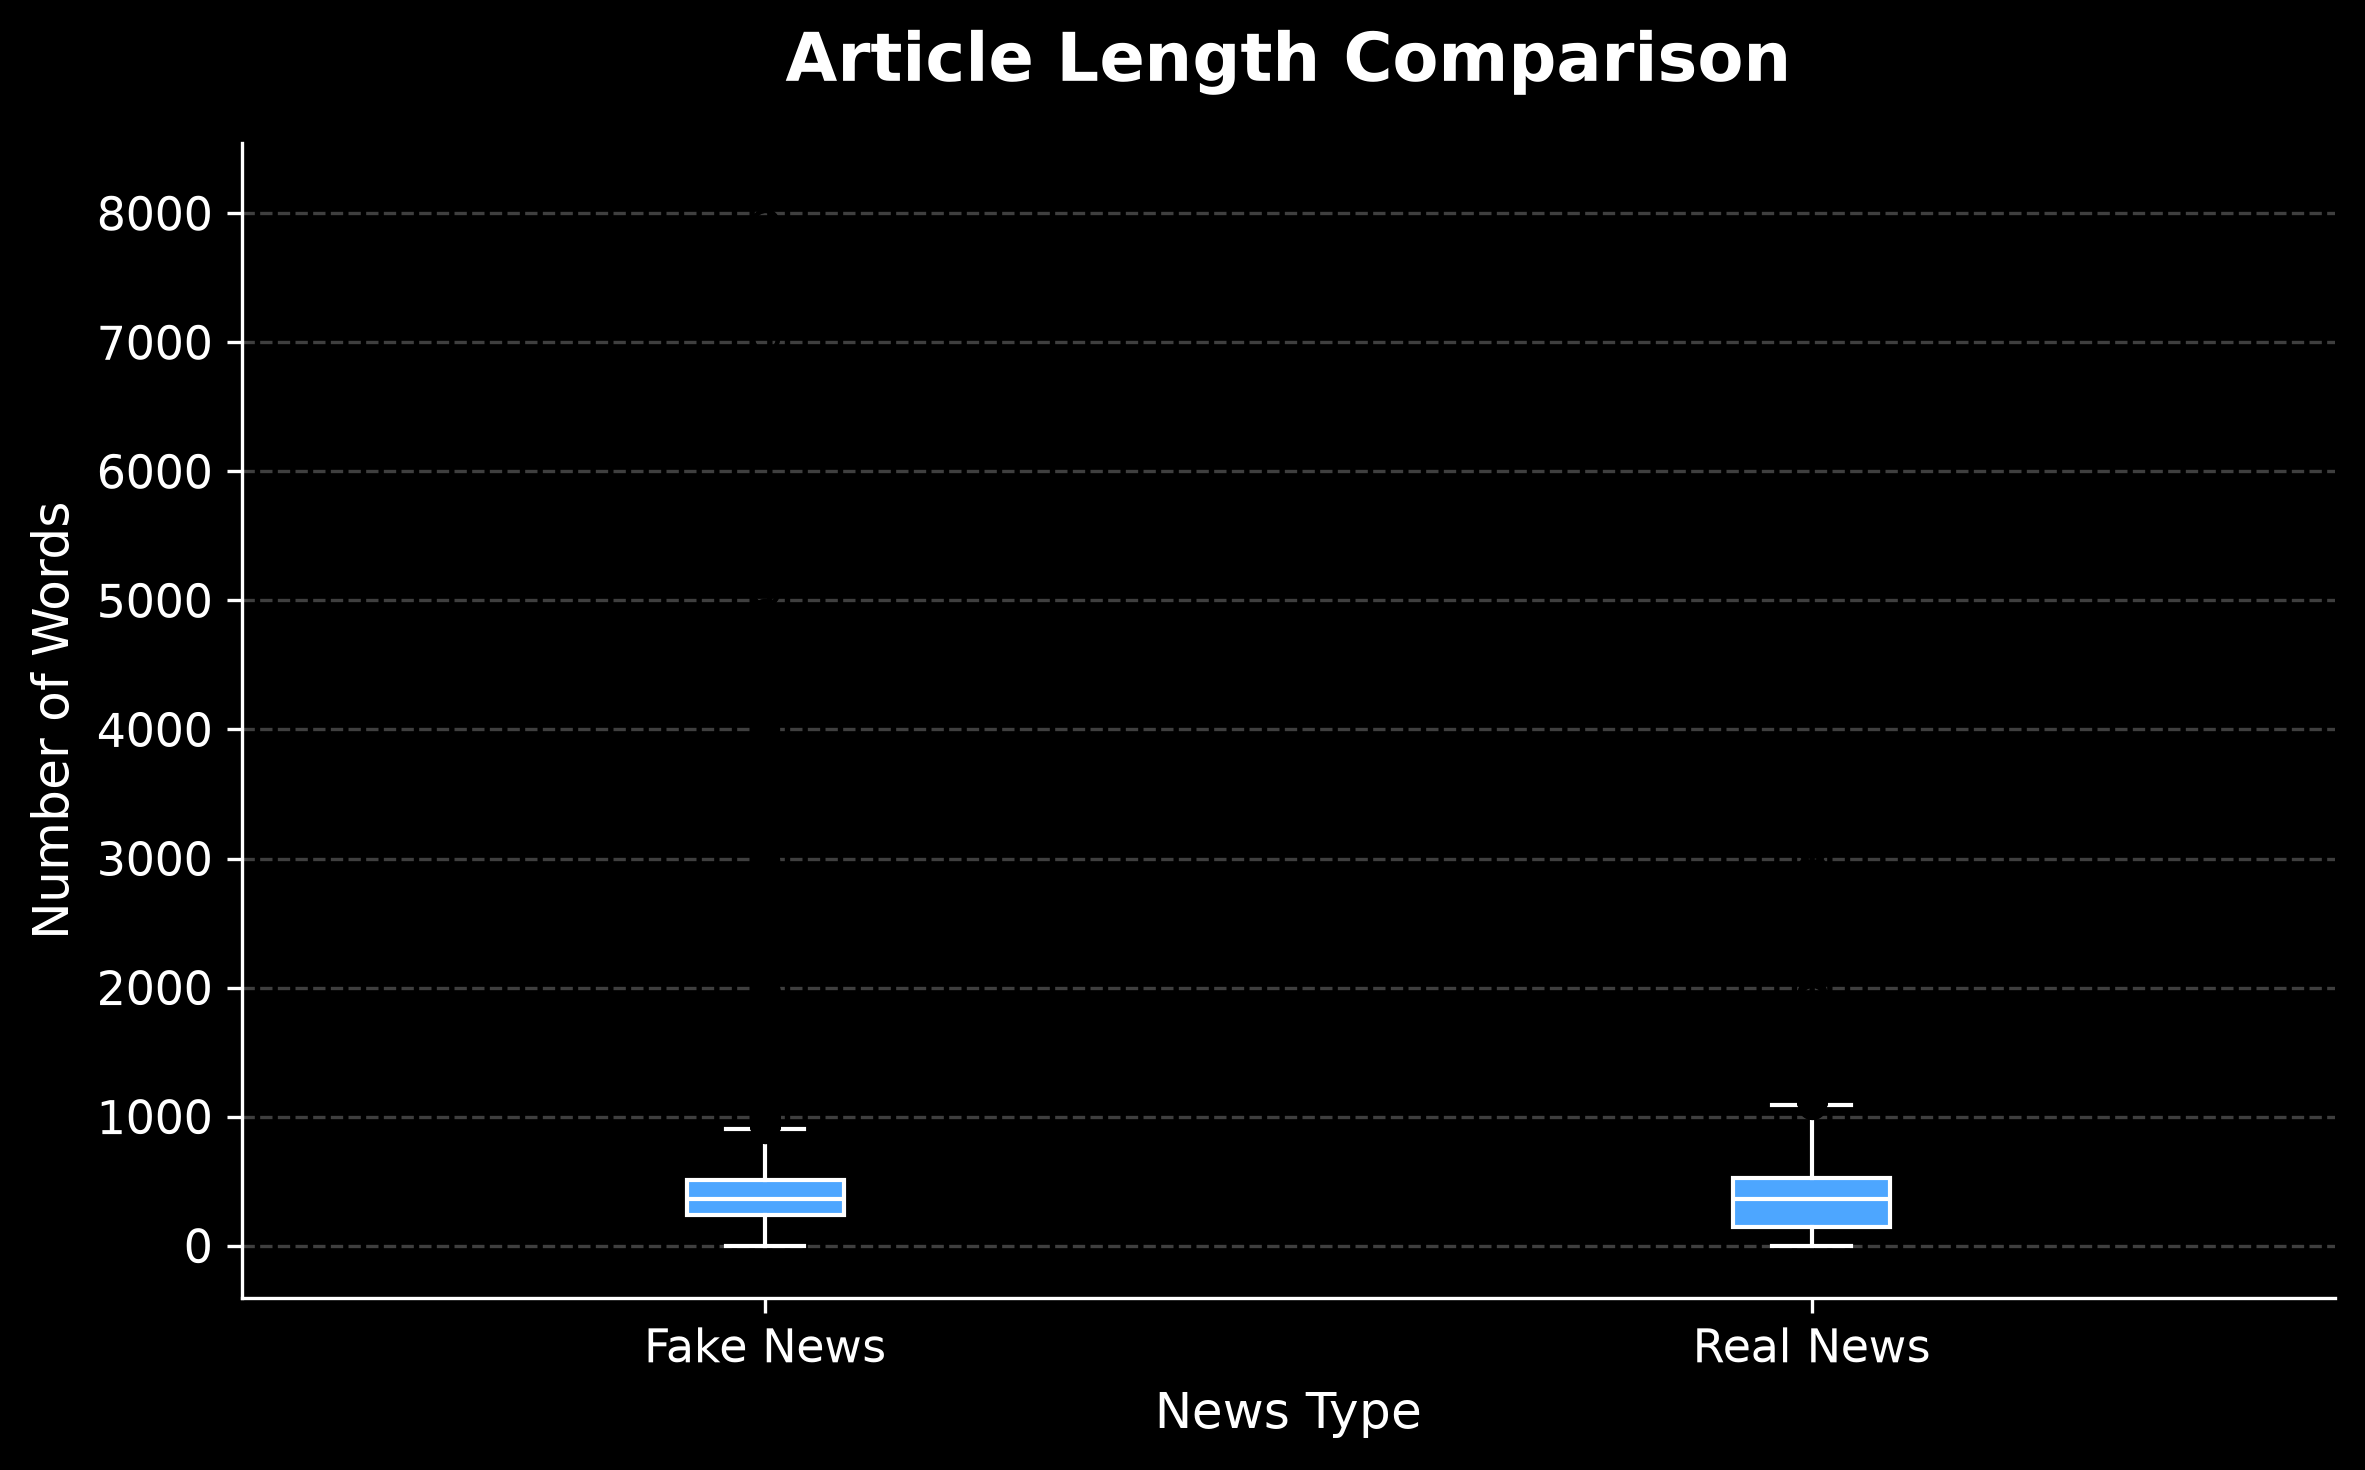 Article Length Comparison
Number of Words
8000
7000
6000
5000
4000
3000
2000
1000
0
Fake News
Real News
News Type